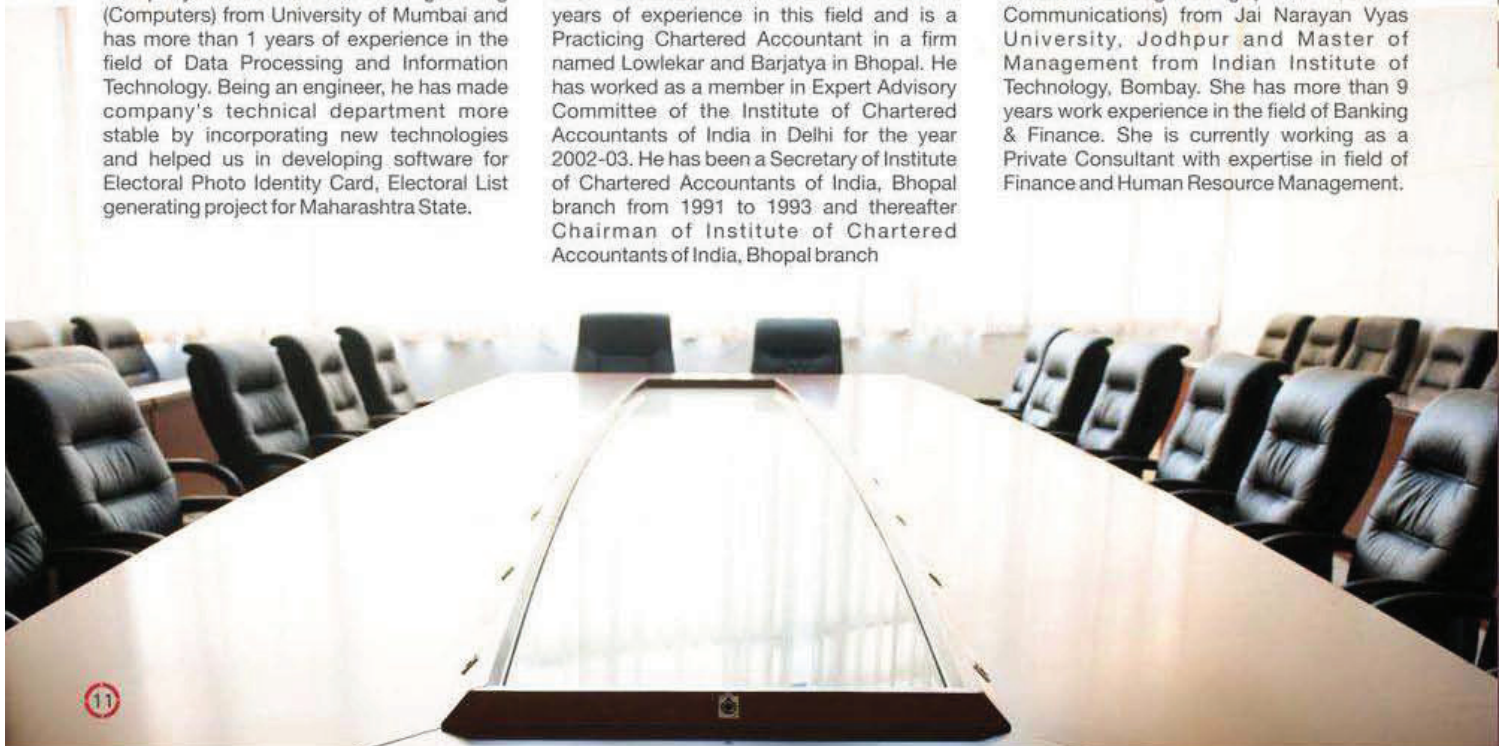 (Computers) from University of Mumbai and
has more than 1 years of experience in the
field of Data Processing and Information
Technology. Being an engineer, he has made
company's technical department more
stable by incorporating new technologies
and helped us in developing software for
Electoral Photo Identity Card, Electoral List
generating project for Maharashtra State.
years of experience in this field and is a
Practicing Chartered Accountant in a firm
named Lowlekar and Barjatya in Bhopal. He
has worked as a member in Expert Advisory
Committee of the Institute of Chartered
Accountants of India in Delhi for the year
2002-03. He has been a Secretary of Institute
of Chartered Accountants of India, Bhopal
branch from 1991 to 1993 and thereafter
Chairman of Institute of Chartered
Accountants of India, Bhopal branch
Communications) from Jai Narayan Vyas
University, Jodhpur and Master of
Management from Indian Institute of
Technology, Bombay. She has more than 9
years work experience in the field of Banking
& Finance. She is currently working as a
Private Consultant with expertise in field of
Finance and Human Resource Management.
11